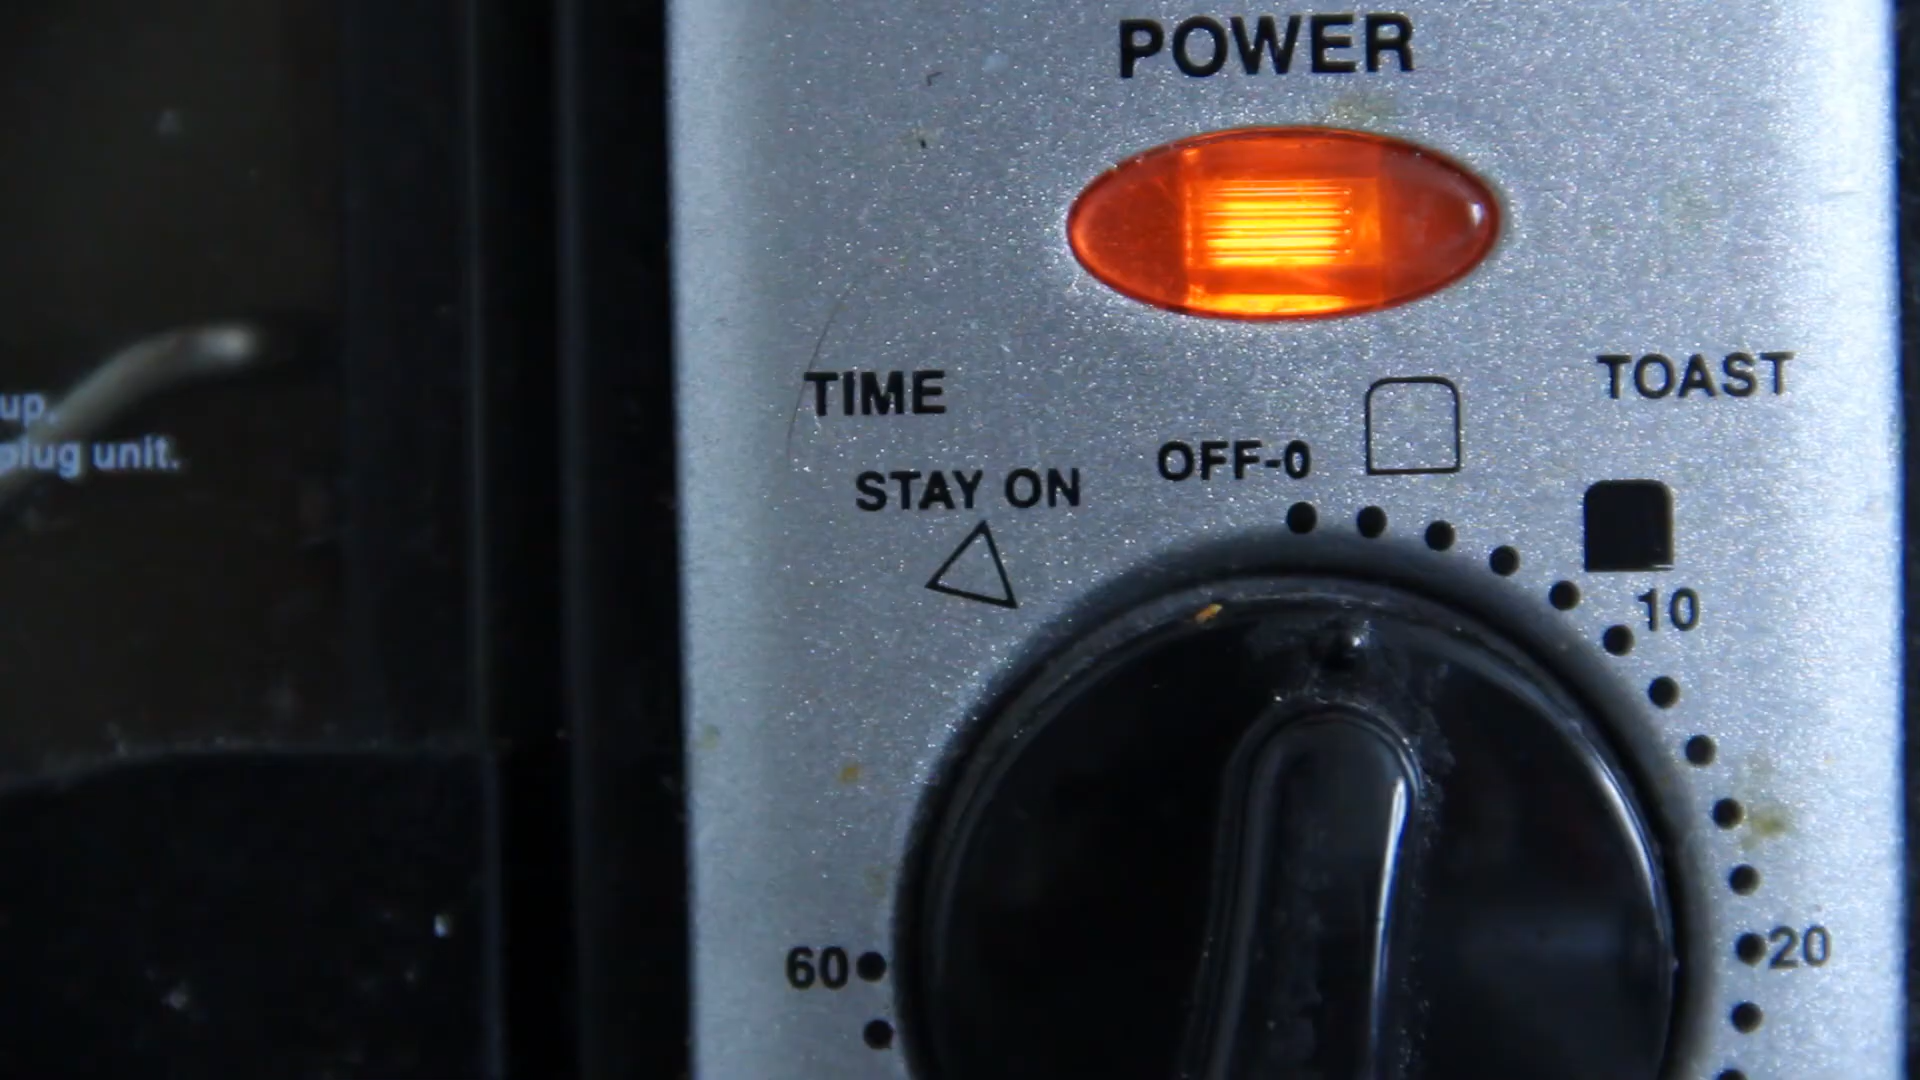 POWER
TIME
TOAST
STAY ON
OFF-0
10
20
60
up.
plug unit.